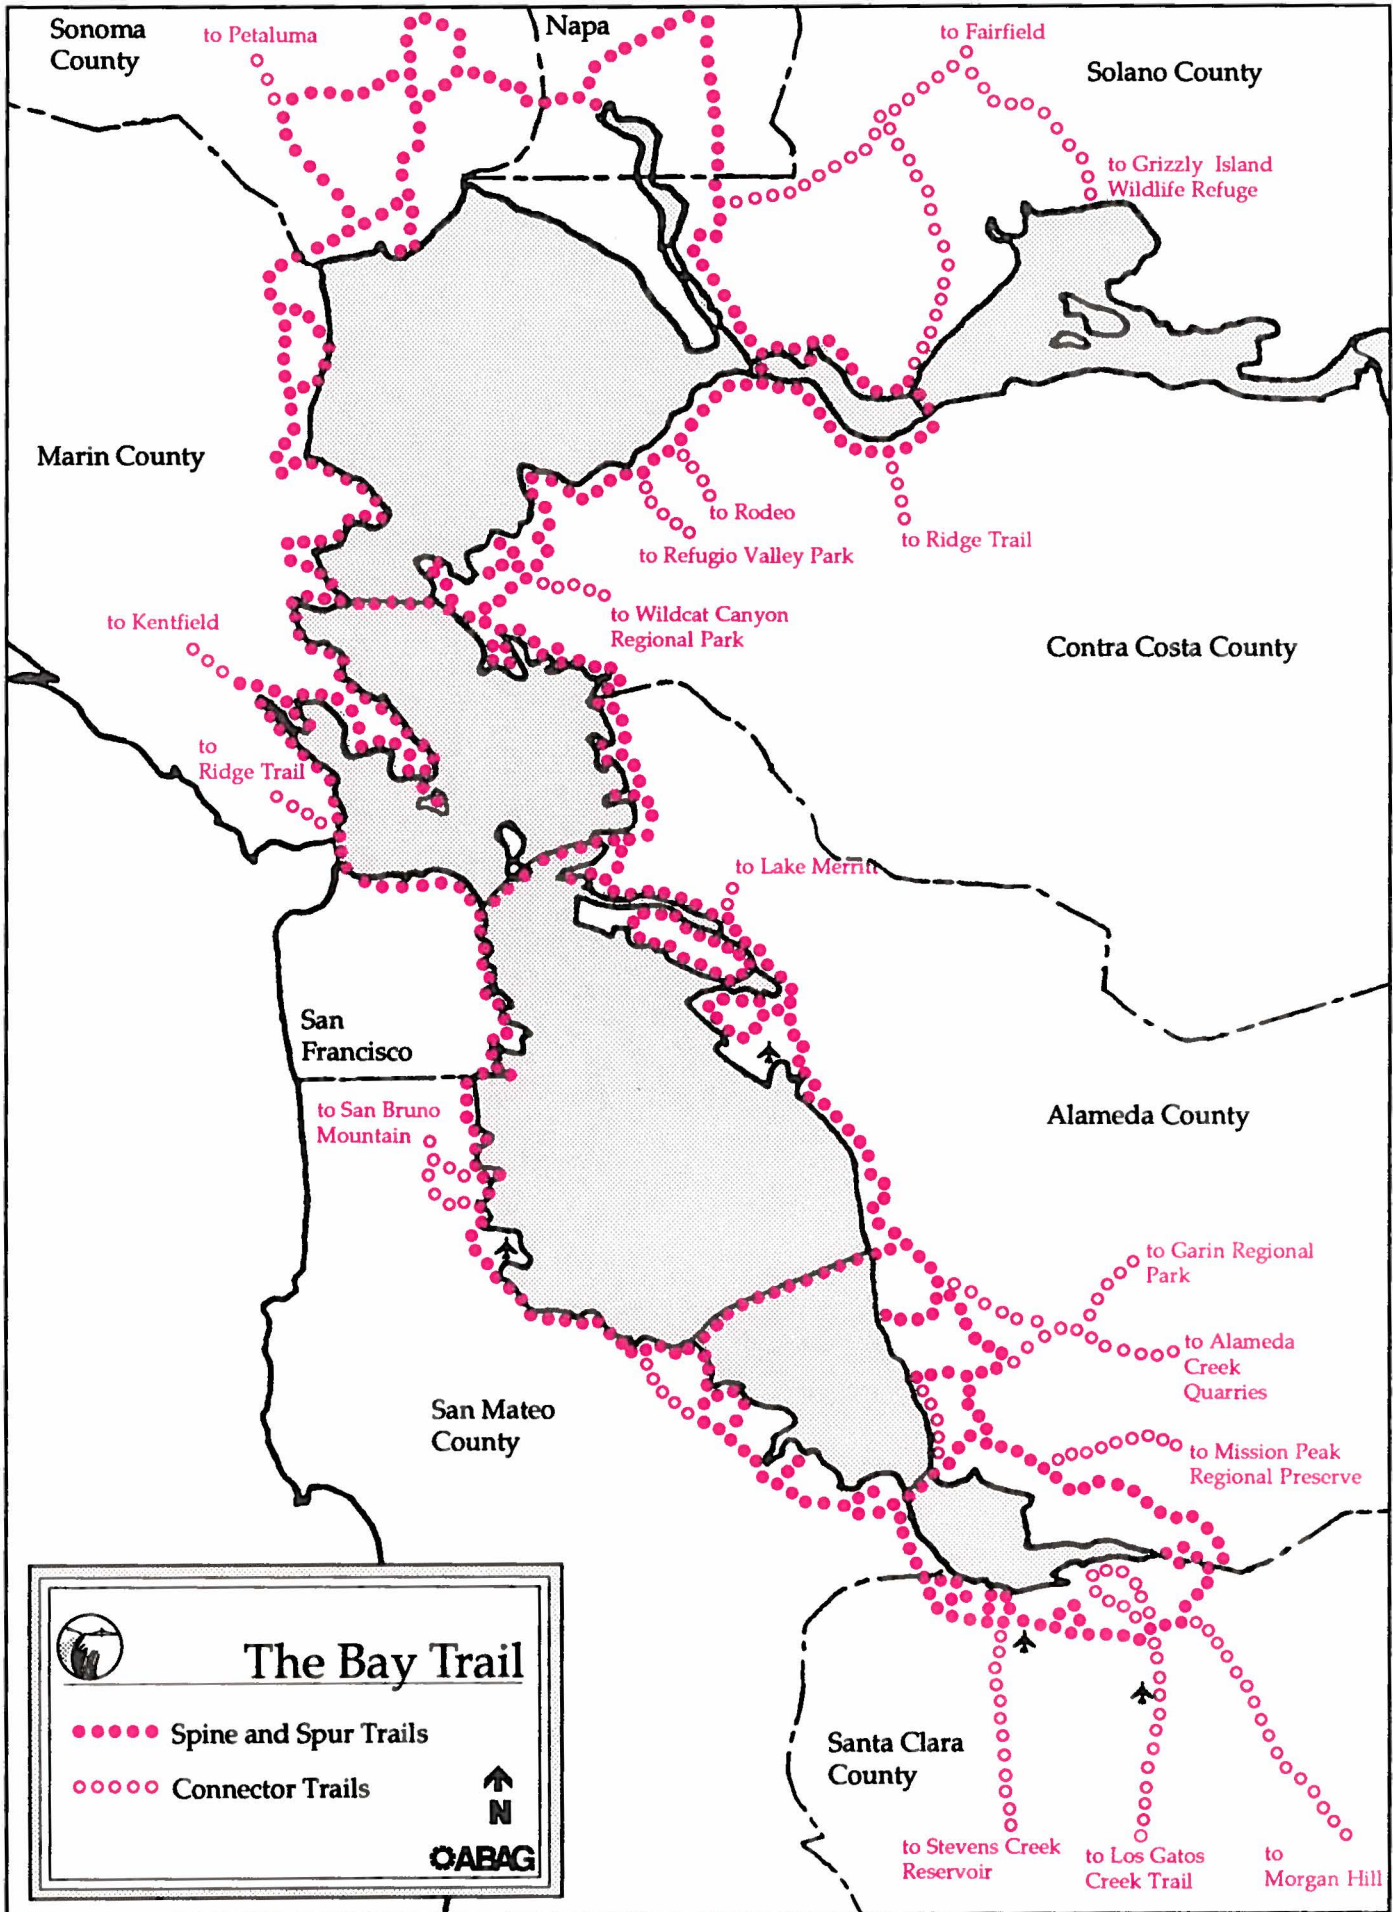 Sonoma
County
to Petaluma
Napa
to Fairfield
Solano County
to Grizzly Island
Wildlife Refuge
Marin County
to Rodeo
to Refugio Valley Park
to Ridge Trail
to Wildcat Canyon
Regional Park
to Kentfield
Contra Costa County
to
Ridge Trail
to Lake Merritt
San
Francisco
to San Bruno
Mountain
Alameda County
to Garin Regional
Park
to Alameda
Creek
Quarries
San Mateo
County
to Mission Peak
Regional Preserve
The Bay Trail
Spine and Spur Trails
Connector Trails
N
ABAG
Santa Clara
County
to Stevens Creek
Reservoir
to Los Gatos
Creek Trail
to
Morgan Hill